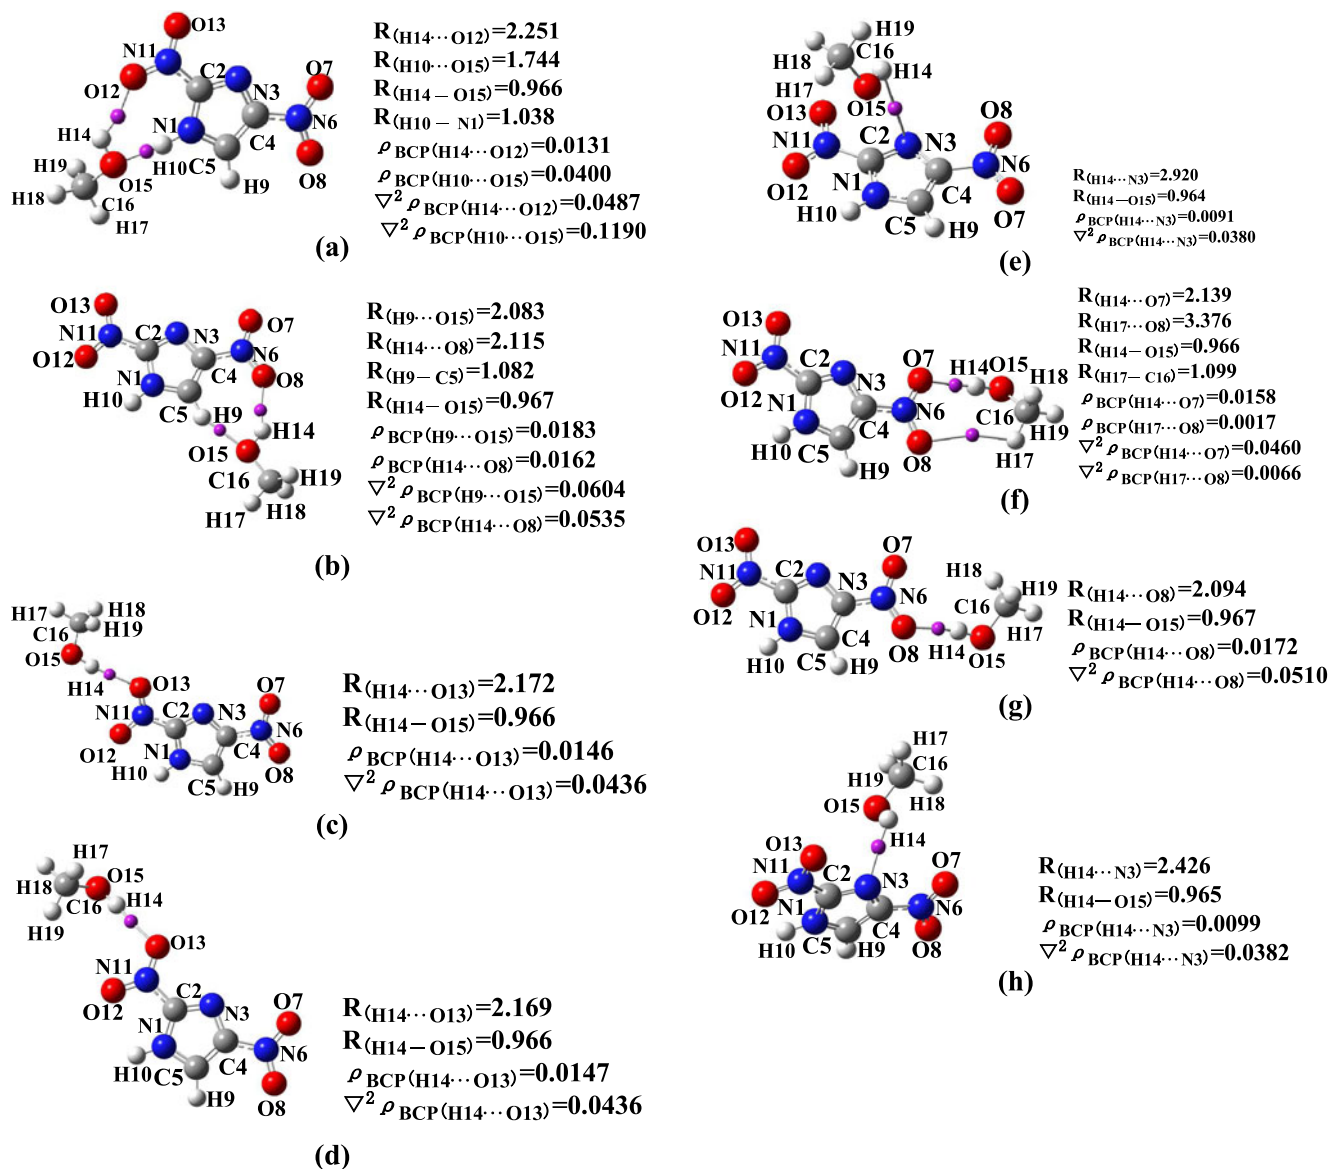 O13
N11
C2
O7
O12
N3
N6
H14
N1
C4
H19
H10
C5
O8
H18
O15
H9
C16
H17
R(H14⋯O12)=2.251
R(H10⋯O15)=1.744
R(H14—O15)=0.966
R(H10—N1)=1.038
ρBCP(H14⋯O12)=0.0131
ρBCP(H10⋯O15)=0.0400
▽²ρBCP(H14⋯O12)=0.0487
▽²ρBCP(H10⋯O15)=0.1190
(a)
O13
O7
N11
C2
N3
N6
O12
C4
O8
N1
H10
C5
H9
H14
O15
C16
H19
H17
H18
R(H9⋯O15)=2.083
R(H14⋯O8)=2.115
R(H9—C5)=1.082
R(H14—O15)=0.967
ρBCP(H9⋯O15)=0.0183
ρBCP(H14⋯O8)=0.0162
▽²ρBCP(H9⋯O15)=0.0604
▽²ρBCP(H14⋯O8)=0.0535
(b)
H17
H18
C16
H19
O15
H14
O13
O7
N11
C2
N3
N6
O12
N1
C4
H10
O8
C5
H9
R(H14⋯O13)=2.172
R(H14—O15)=0.966
ρBCP(H14⋯O13)=0.0146
▽²ρBCP(H14⋯O13)=0.0436
(c)
H17
O15
H18
C16
H14
H19
O13
N11
C2
O12
N3
O7
N1
C4
N6
H10
C5
H9
O8
R(H14⋯O13)=2.169
R(H14—O15)=0.966
ρBCP(H14⋯O13)=0.0147
▽²ρBCP(H14⋯O13)=0.0436
(d)
H19
C16
H18
H14
H17
O13
O15
O8
N11
C2
N3
N6
O12
N1
C4
O7
H10
C5
H9
R(H14⋯N3)=2.920
R(H14—O15)=0.964
ρBCP(H14⋯N3)=0.0091
▽²ρBCP(H14⋯N3)=0.0380
(e)
O13
N11
C2
O7
H14
O15
H18
O12
N3
N1
C4
N6
C16
H19
H10
C5
O8
H17
H9
R(H14⋯O7)=2.139
R(H17⋯O8)=3.376
R(H14—O15)=0.966
R(H17—C16)=1.099
ρBCP(H14⋯O7)=0.0158
ρBCP(H17⋯O8)=0.0017
▽²ρBCP(H14⋯O7)=0.0460
▽²ρBCP(H17⋯O8)=0.0066
(f)
O13
O7
N11
C2
N3
N6
H18
H19
O12
C16
N1
C4
H17
H10
C5
H9
O8
H14
O15
R(H14⋯O8)=2.094
R(H14—O15)=0.967
ρBCP(H14⋯O8)=0.0172
▽²ρBCP(H14⋯O8)=0.0510
(g)
H17
H19
C16
O15
H18
H14
O13
N11
C2
O7
N3
O12
N1
C4
N6
H10
C5
H9
O8
R(H14⋯N3)=2.426
R(H14—O15)=0.965
ρBCP(H14⋯N3)=0.0099
▽²ρBCP(H14⋯N3)=0.0382
(h)